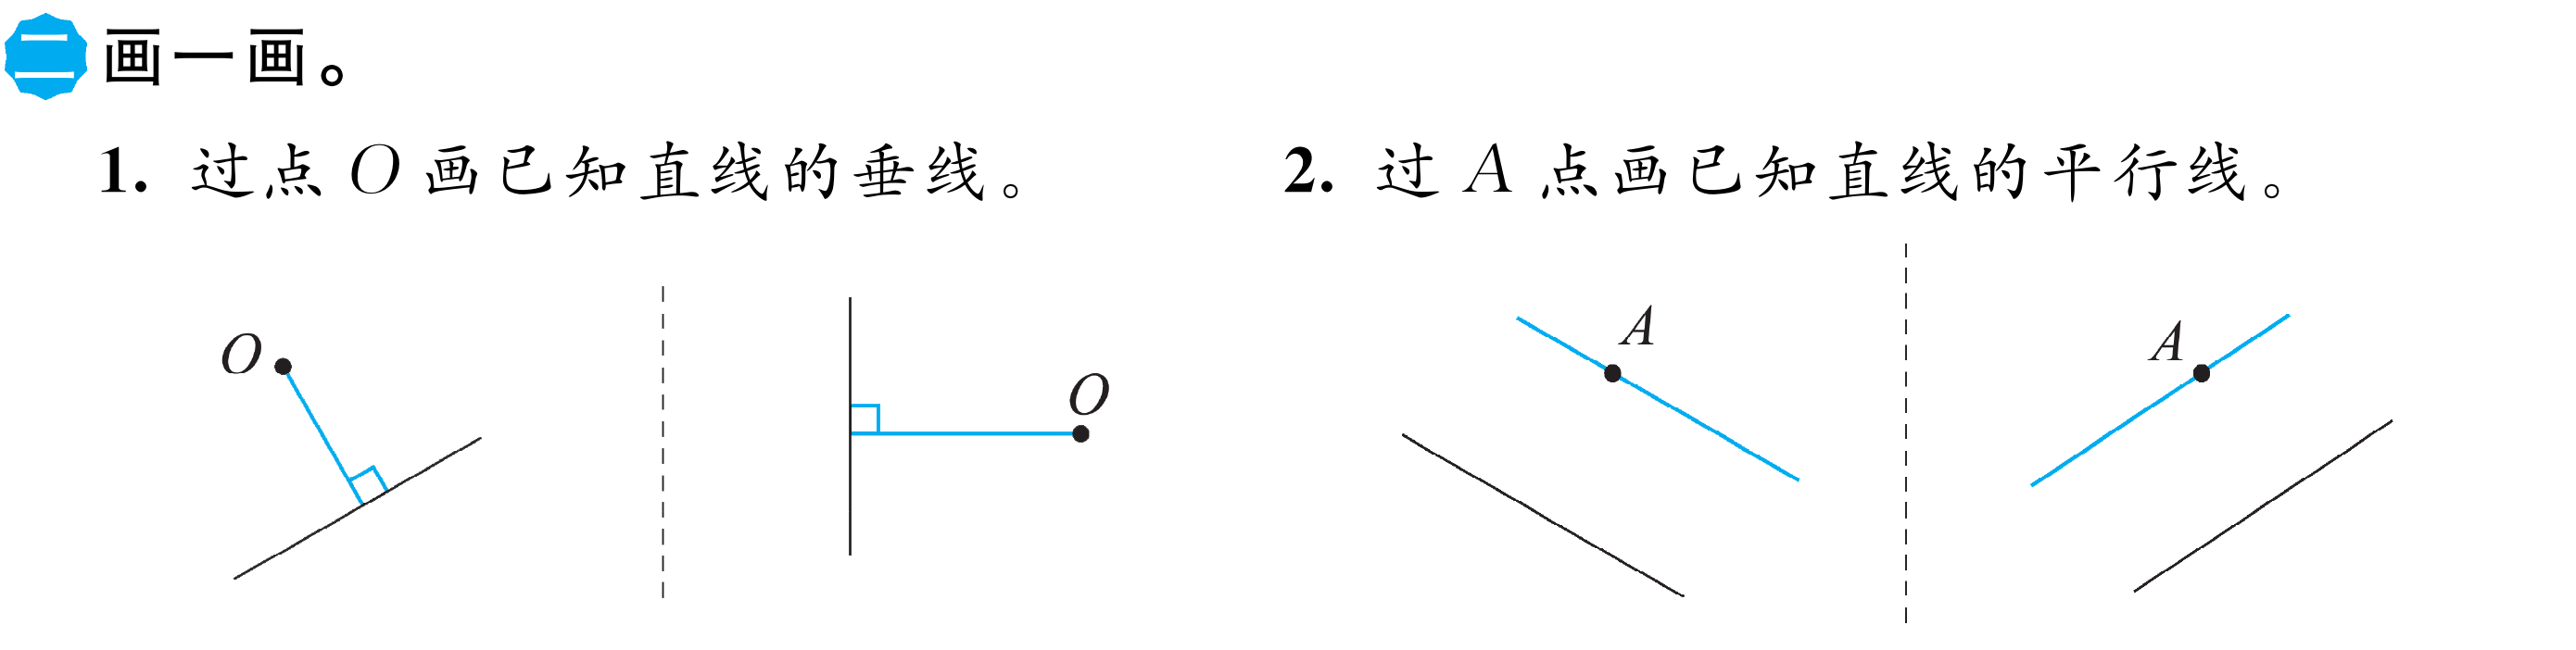 二 画一画。
1. 过点 O 画已知直线的垂线。
2. 过 A 点画已知直线的平行线。
O
O
A
A